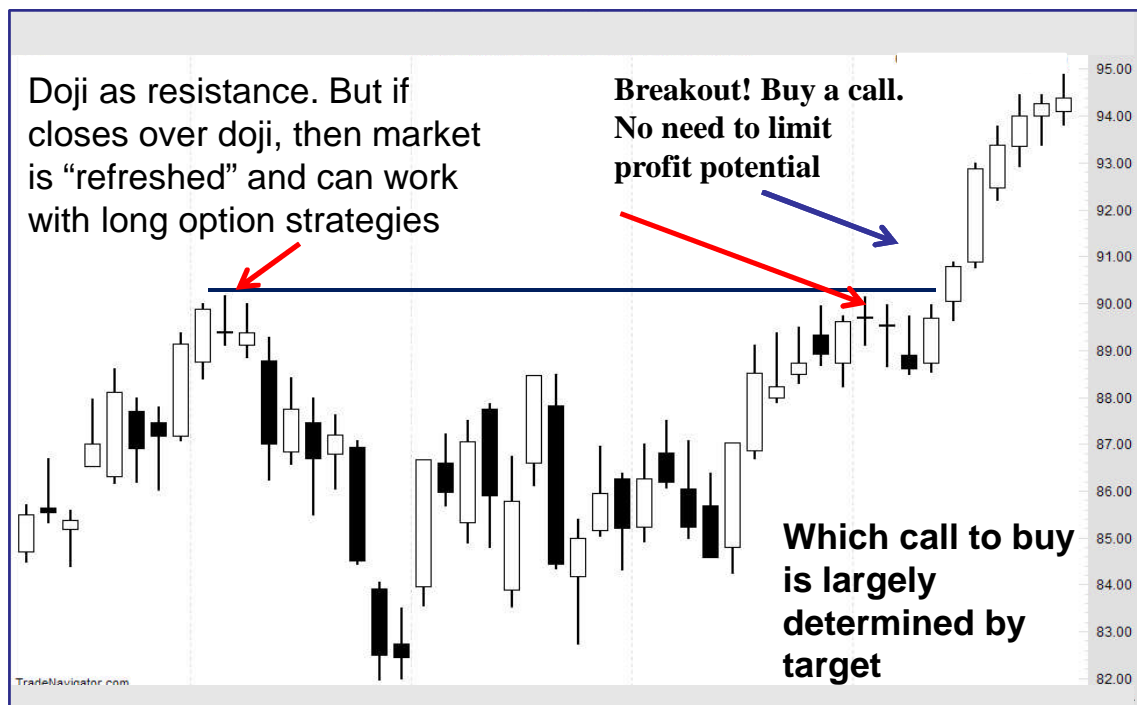 Doji as resistance. But if
closes over doji, then market
is “refreshed” and can work
with long option strategies
Breakout! Buy a call.
No need to limit
profit potential
95.00
94.00
93.00
92.00
91.00
90.00
89.00
88.00
87.00
86.00
85.00
84.00
83.00
82.00
Which call to buy
is largely
determined by
target
TradeNavigator.com